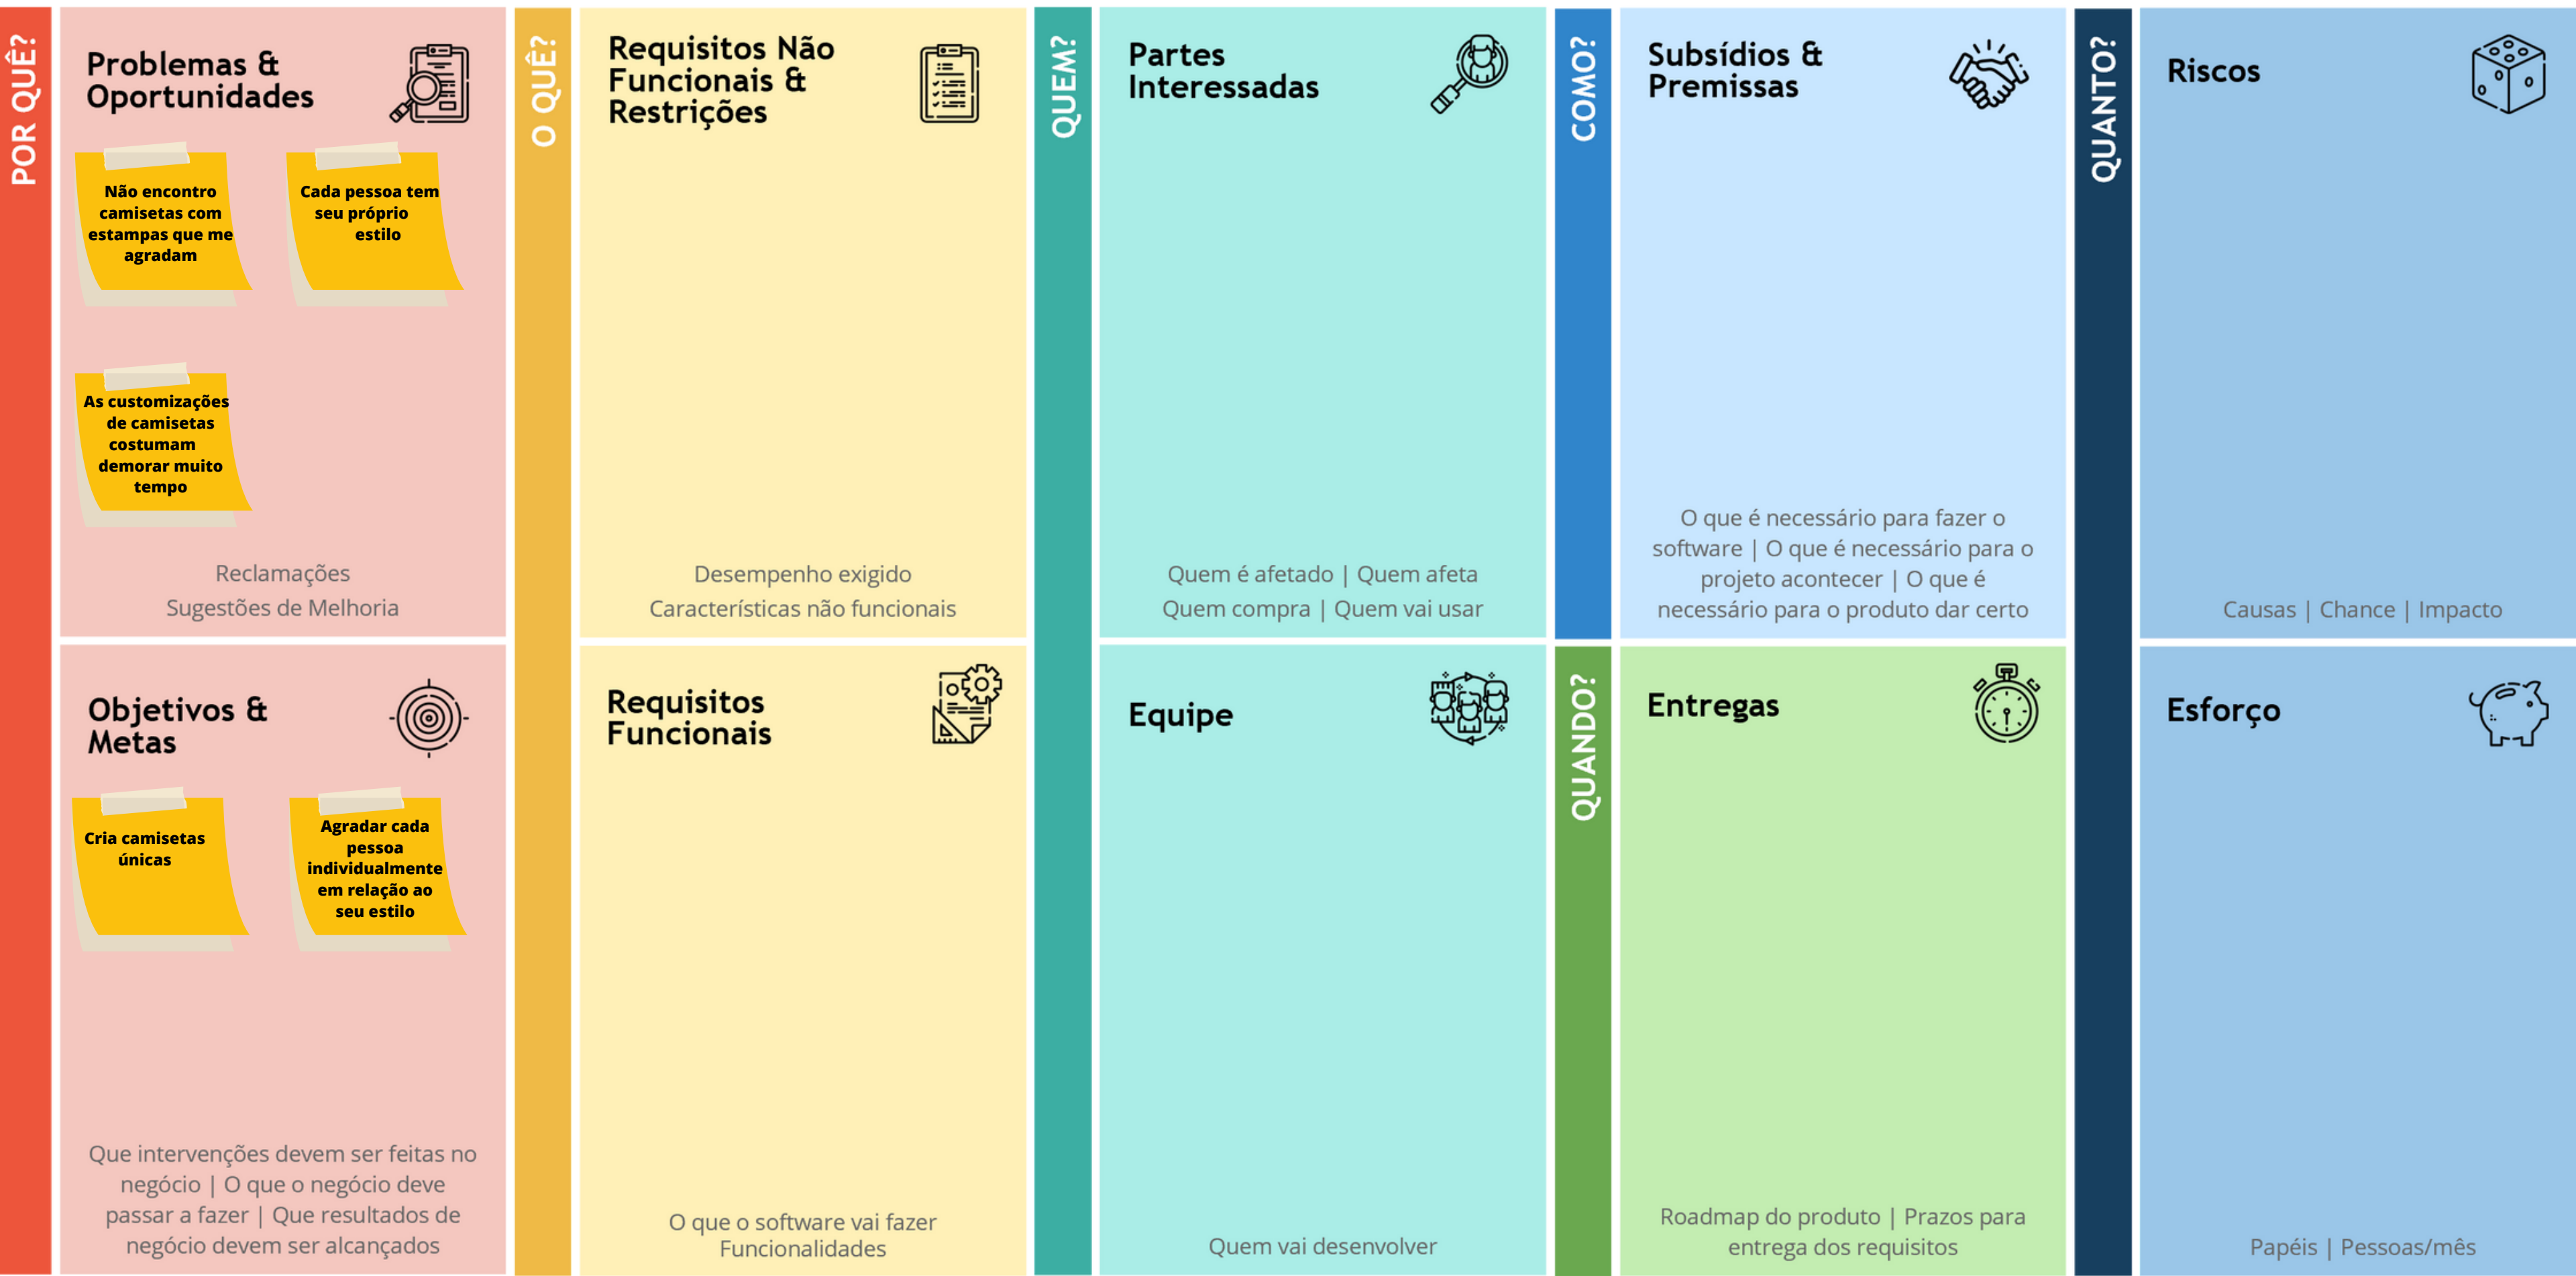 POR QUÊ?
Problemas &
Oportunidades
Não encontro
camisetas com
estampas que me
agradam
Cada pessoa tem
seu próprio
estilo
As customizações
de camisetas
costumam
demorar muito
tempo
Reclamações
Sugestões de Melhoria
Objetivos &
Metas
Cria camisetas
únicas
Agradar cada
pessoa
individualmente
em relação ao
seu estilo
Que intervenções devem ser feitas no
negócio | O que o negócio deve
passar a fazer | Que resultados de
negócio devem ser alcançados
O QUÊ?
Requisitos Não
Funcionais &
Restrições
Desempenho exigido
Características não funcionais
Requisitos
Funcionais
O que o software vai fazer
Funcionalidades
QUEM?
Partes
Interessadas
Quem é afetado | Quem afeta
Quem compra | Quem vai usar
Equipe
Quem vai desenvolver
COMO?
Subsídios &
Premissas
O que é necessário para fazer o
software | O que é necessário para o
projeto acontecer | O que é
necessário para o produto dar certo
QUANDO?
Entregas
Roadmap do produto | Prazos para
entrega dos requisitos
QUANTO?
Riscos
Causas | Chance | Impacto
Esforço
Papéis | Pessoas/mês